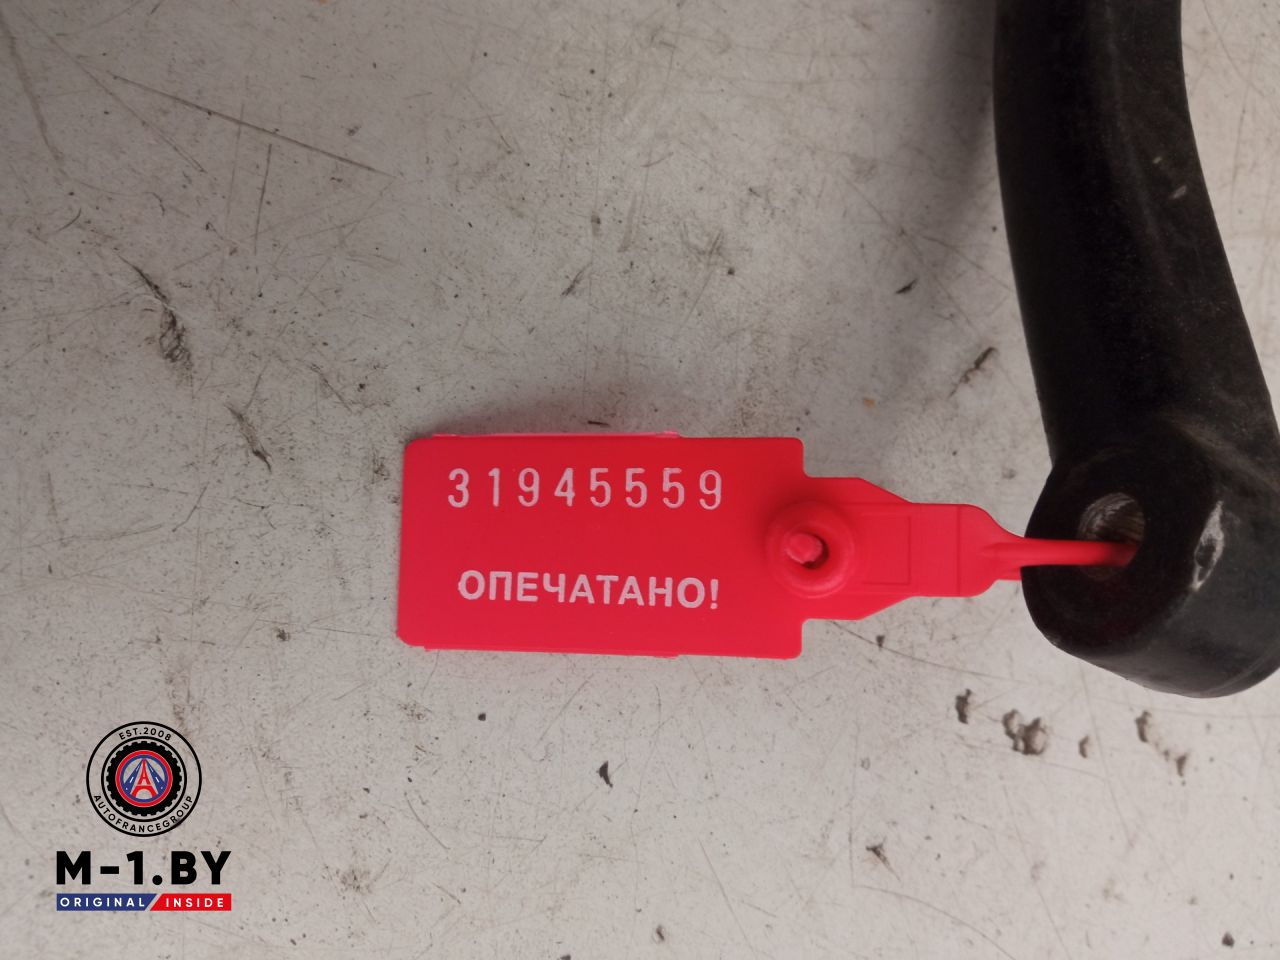 31945559
ОПЕЧАТАНО!
EST.2008
AUTOFRANCEGROUP
M-1.BY
ORIGINAL / INSIDE